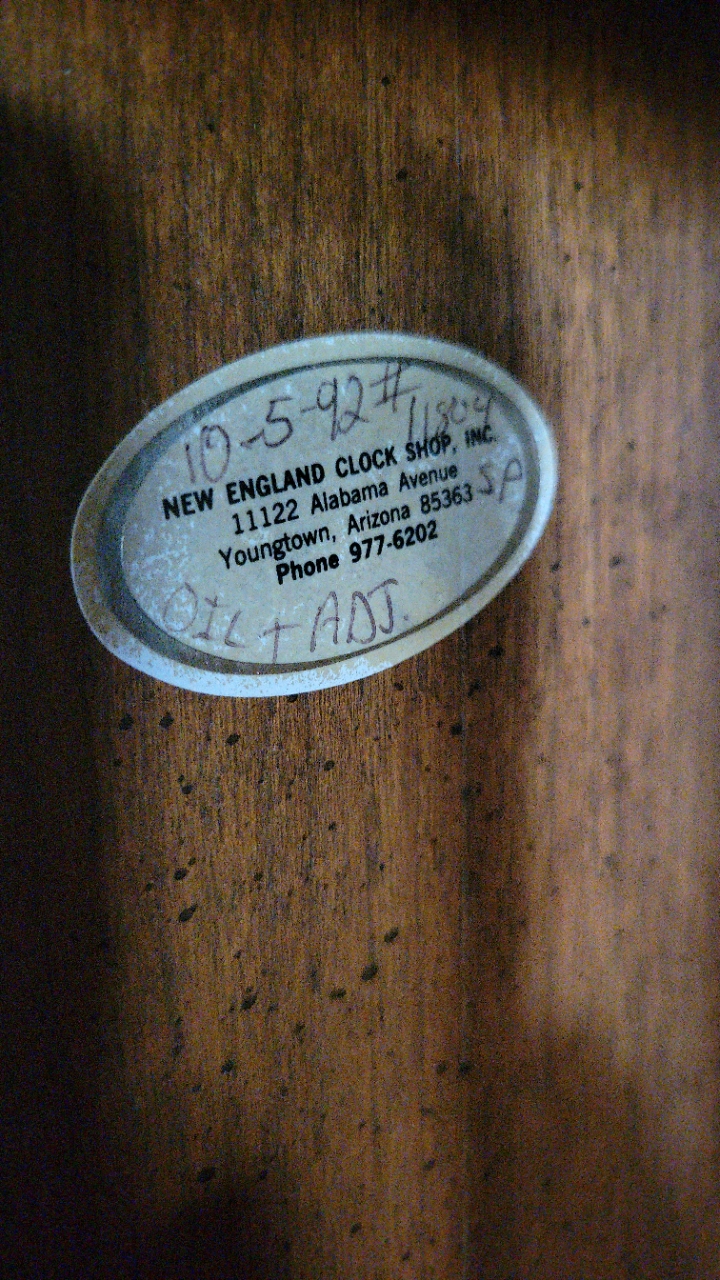 10-5-92 # 11804
NEW ENGLAND CLOCK SHOP, INC.
11122 Alabama Avenue
Youngtown, Arizona 85363 SP
Phone 977-6202
OIL + ADJ.